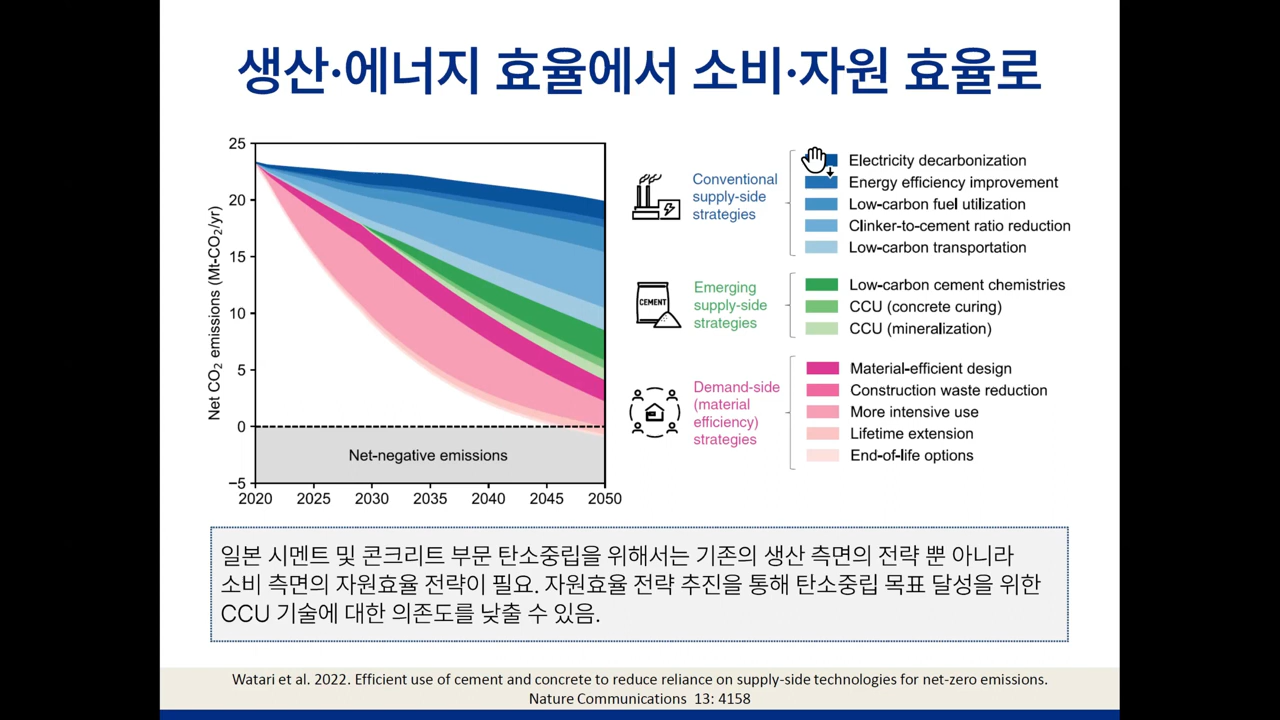 생산·에너지 효율에서 소비·자원 효율로
Net CO2 emissions (Mt-CO2/yr)
25
20
15
10
5
0
−5
2020
2025
2030
2035
2040
2045
2050
Net-negative emissions
Conventional
supply-side
strategies
Electricity decarbonization
Energy efficiency improvement
Low-carbon fuel utilization
Clinker-to-cement ratio reduction
Low-carbon transportation
CEMENT
Emerging
supply-side
strategies
Low-carbon cement chemistries
CCU (concrete curing)
CCU (mineralization)
Demand-side
(material
efficiency)
strategies
Material-efficient design
Construction waste reduction
More intensive use
Lifetime extension
End-of-life options
일본 시멘트 및 콘크리트 부문 탄소중립을 위해서는 기존의 생산 측면의 전략 뿐 아니라
소비 측면의 자원효율 전략이 필요. 자원효율 전략 추진을 통해 탄소중립 목표 달성을 위한
CCU 기술에 대한 의존도를 낮출 수 있음.
Watari et al. 2022. Efficient use of cement and concrete to reduce reliance on supply-side technologies for net-zero emissions.
Nature Communications 13: 4158